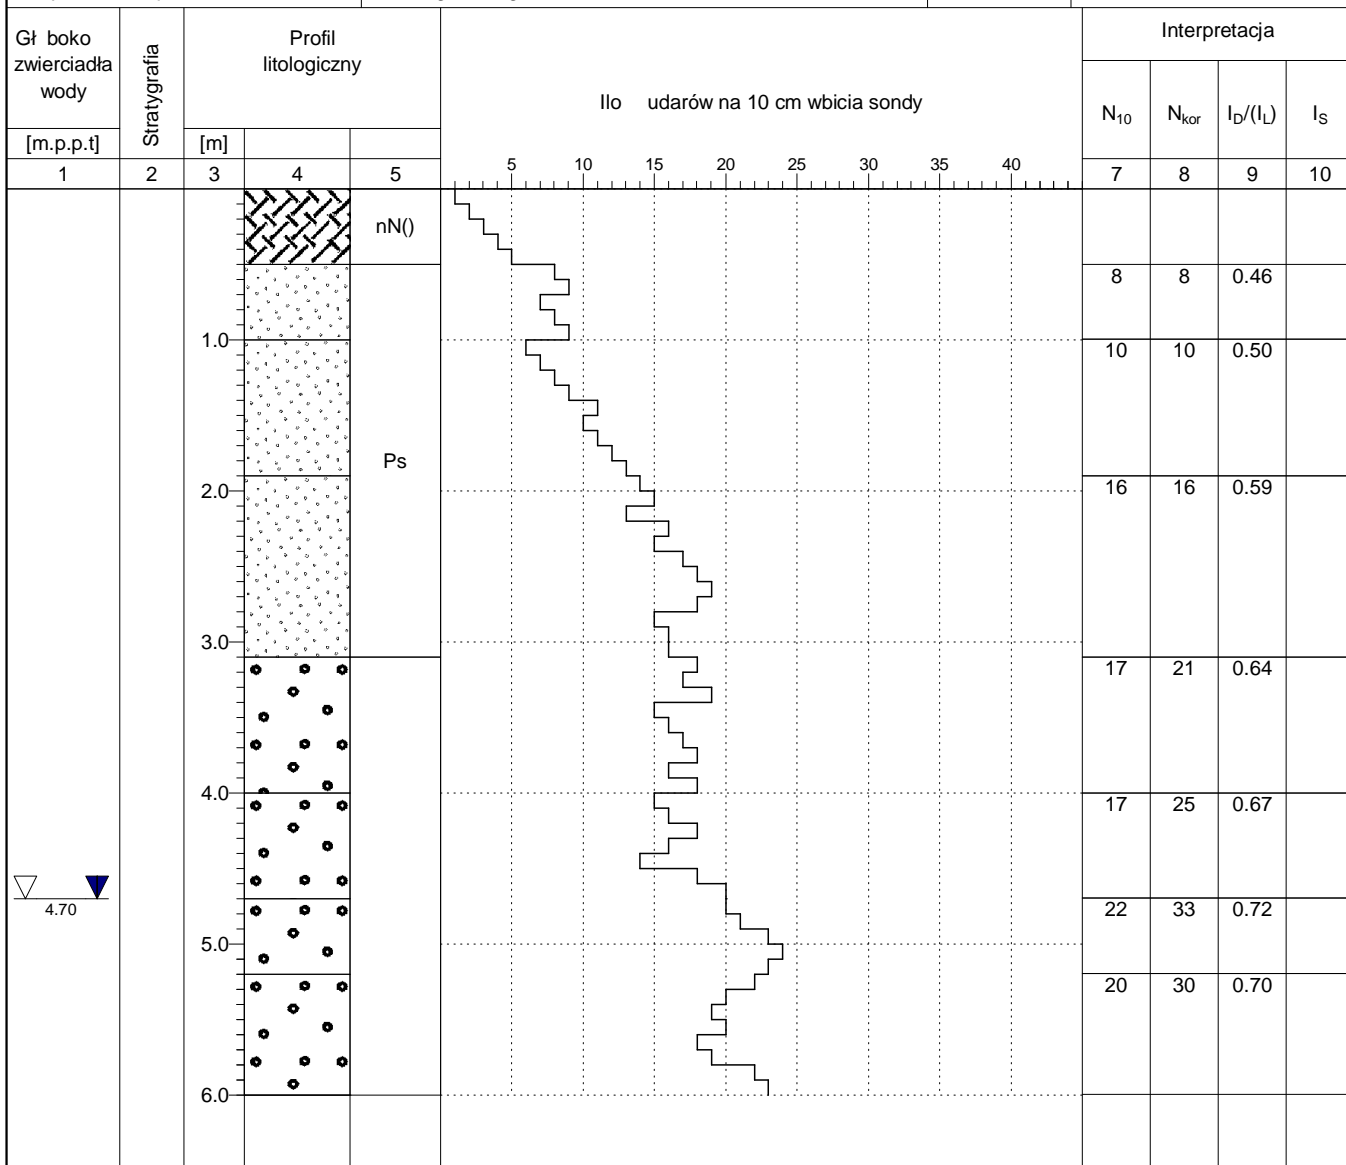 Gł boko
zwierciadła
wody
[m.p.p.t]
Stratygrafia
Profil
litologiczny
[m]
Ilo udarów na 10 cm wbicia sondy
Interpretacja
N10 Nkor ID/(IL) IS
1 2 3 4 5 7 8 9 10
5 10 15 20 25 30 35 40
nN()
8 8 0.46
1.0
10 10 0.50
Ps
16 16 0.59
2.0
3.0
17 21 0.64
4.0
17 25 0.67
4.70
22 33 0.72
5.0
20 30 0.70
6.0